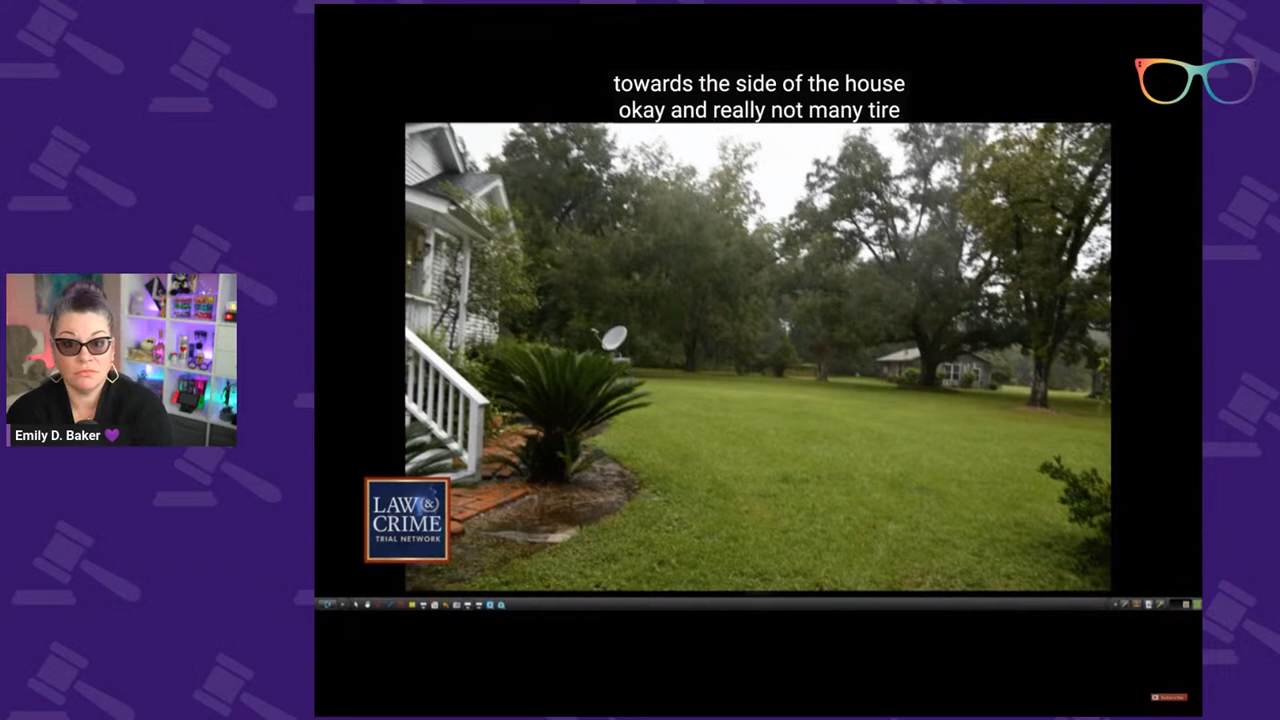 towards the side of the house
okay and really not many tire
Emily D. Baker 💜
LAW &
CRIME
TRIAL NETWORK